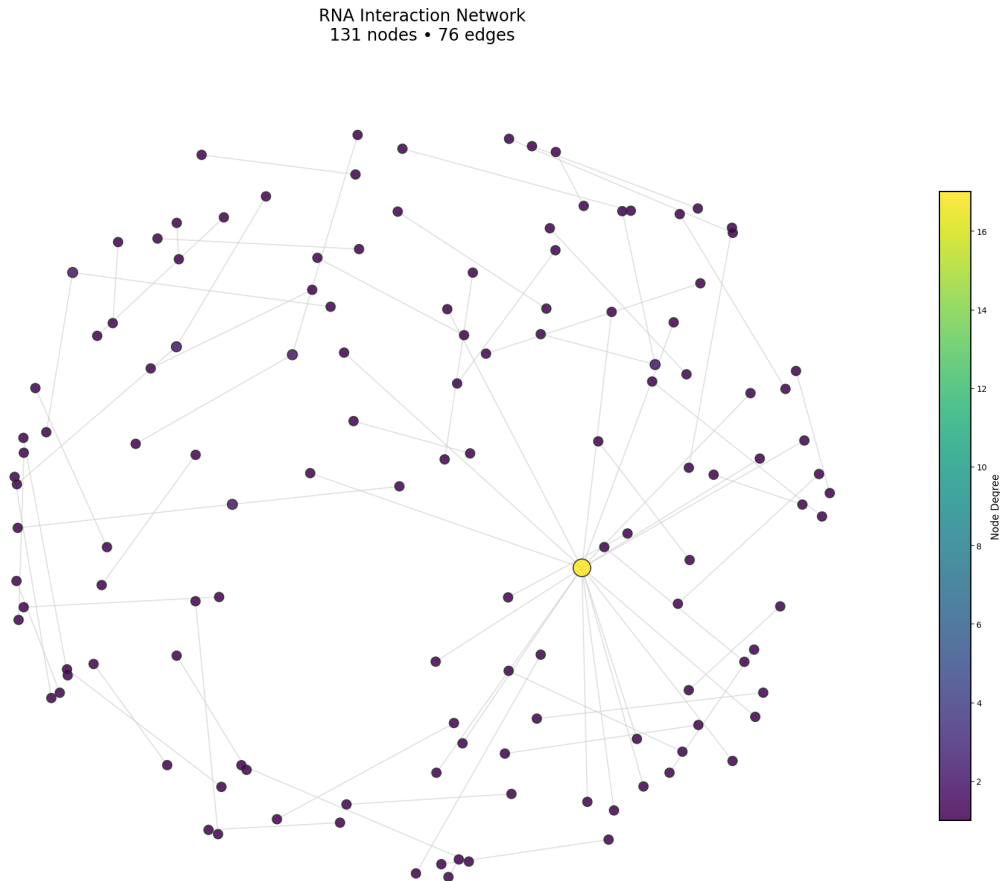 RNA Interaction Network
131 nodes • 76 edges
16
14
12
10
8
6
4
2
Node Degree